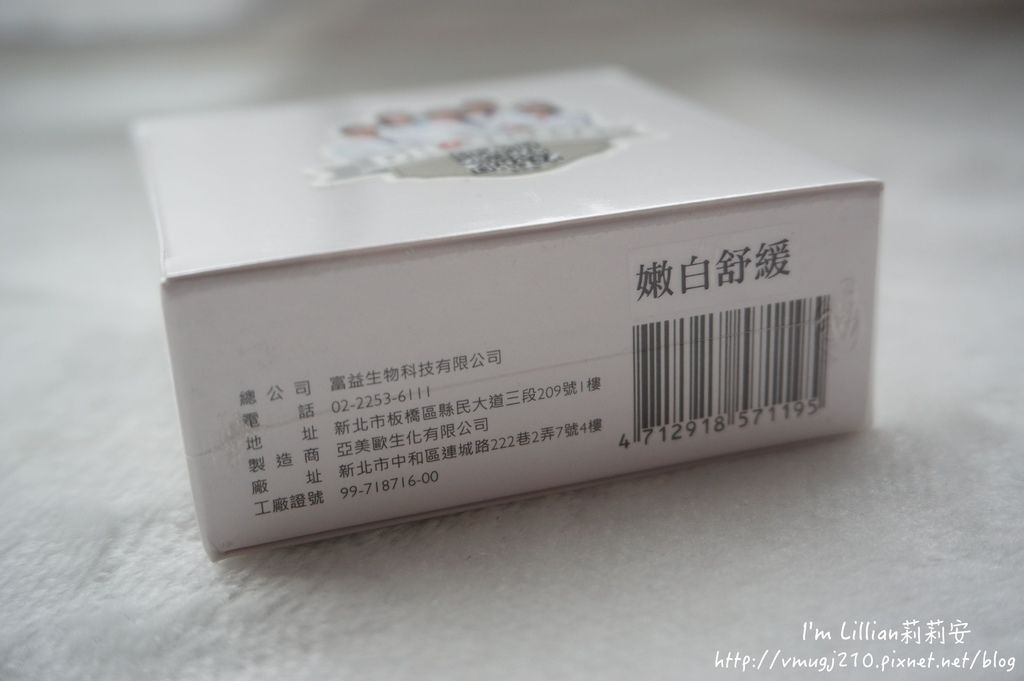 嫩白舒緩
總公司 富益生物科技有限公司
電話 02-2253-6111
地址 新北市板橋區縣民大道三段209號1樓
製造商 亞美歐生化有限公司
廠址 新北市中和區連城路222巷2弄7號4樓
工廠證號 99-718716-00
4 712918 571195
I'm Lillian莉莉安
http://vmugj210.pixnet.net/blog